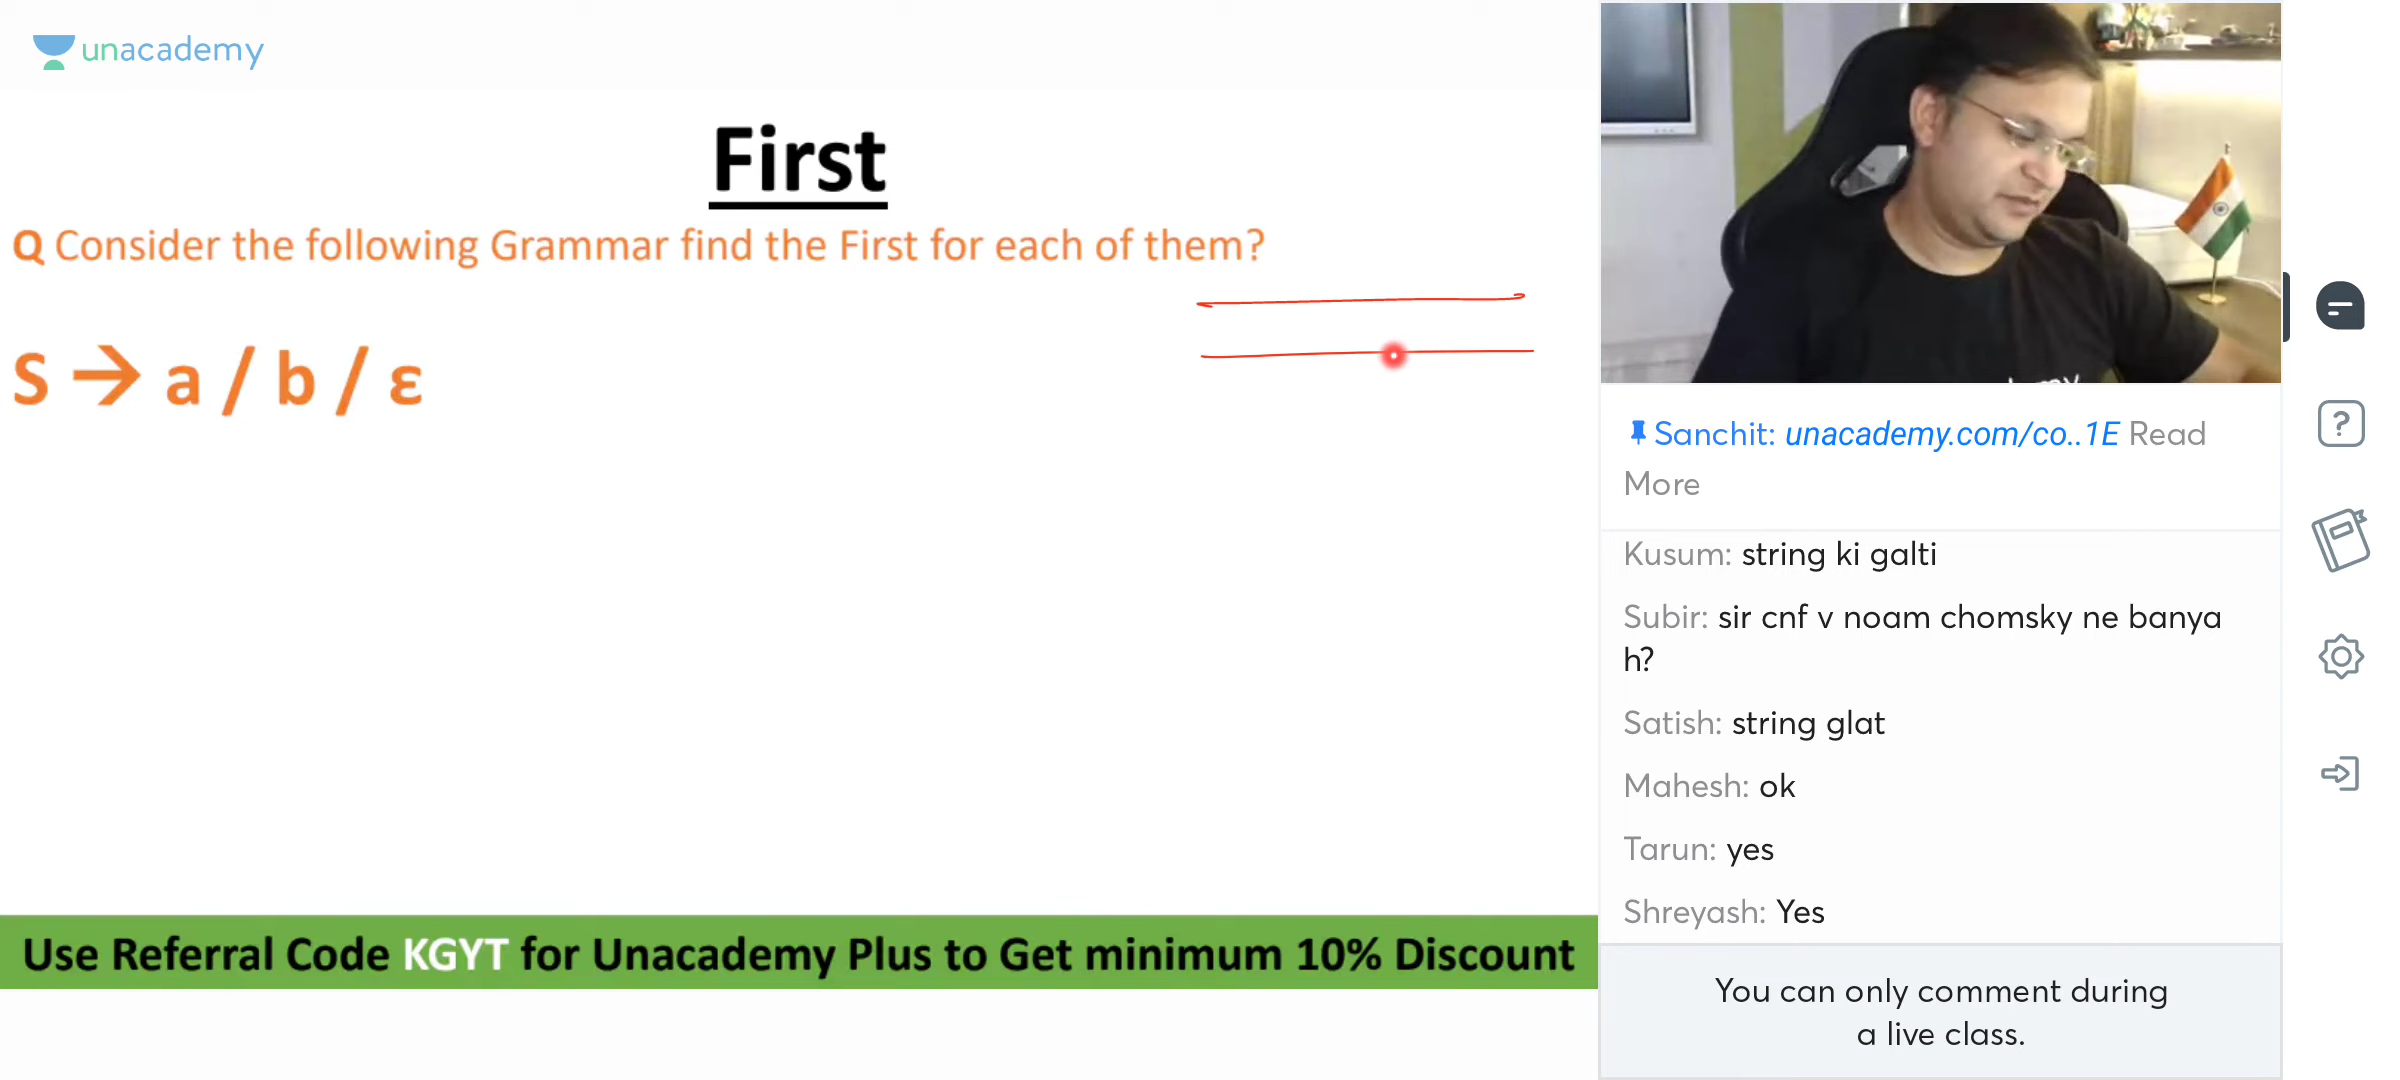 unacademy
First
Q Consider the following Grammar find the First for each of them?
S → a / b / ε
Use Referral Code KGYT for Unacademy Plus to Get minimum 10% Discount
Sanchit: unacademy.com/co..1E Read
More
Kusum: string ki galti
Subir: sir cnf v noam chomsky ne banya
h?
Satish: string glat
Mahesh: ok
Tarun: yes
Shreyash: Yes
You can only comment during
a live class.
?